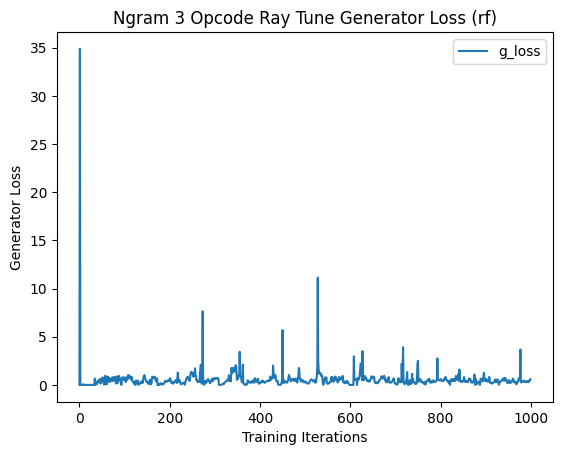 Ngram 3 Opcode Ray Tune Generator Loss (rf)
g_loss
Generator Loss
35
30
25
20
15
10
5
0
0 200 400 600 800 1000
Training Iterations